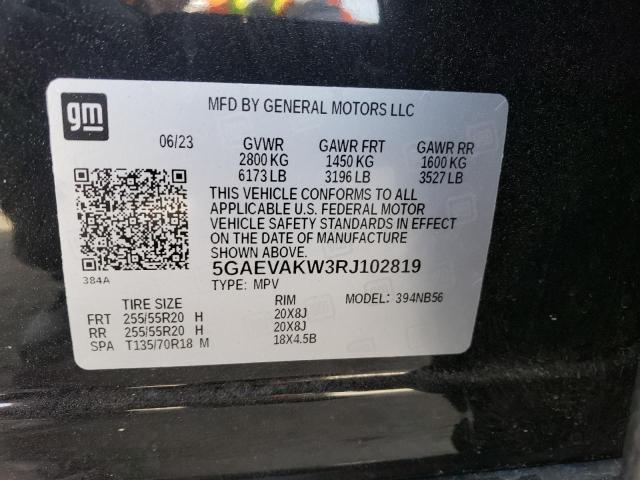 gm
MFD BY GENERAL MOTORS LLC
06/23 GVWR GAWR FRT GAWR RR
2800 KG 1450 KG 1600 KG
6173 LB 3196 LB 3527 LB
THIS VEHICLE CONFORMS TO ALL
APPLICABLE U.S. FEDERAL MOTOR
VEHICLE SAFETY STANDARDS IN EFFECT
ON THE DATE OF MANUFACTURE
SHOWN ABOVE.
5GAEVAKW3RJ102819
384A TYPE: MPV MODEL: 394NB56
TIRE SIZE RIM
FRT 255/55R20 H 20X8J
RR 255/55R20 H 20X8J
SPA T135/70R18 M 18X4.5B